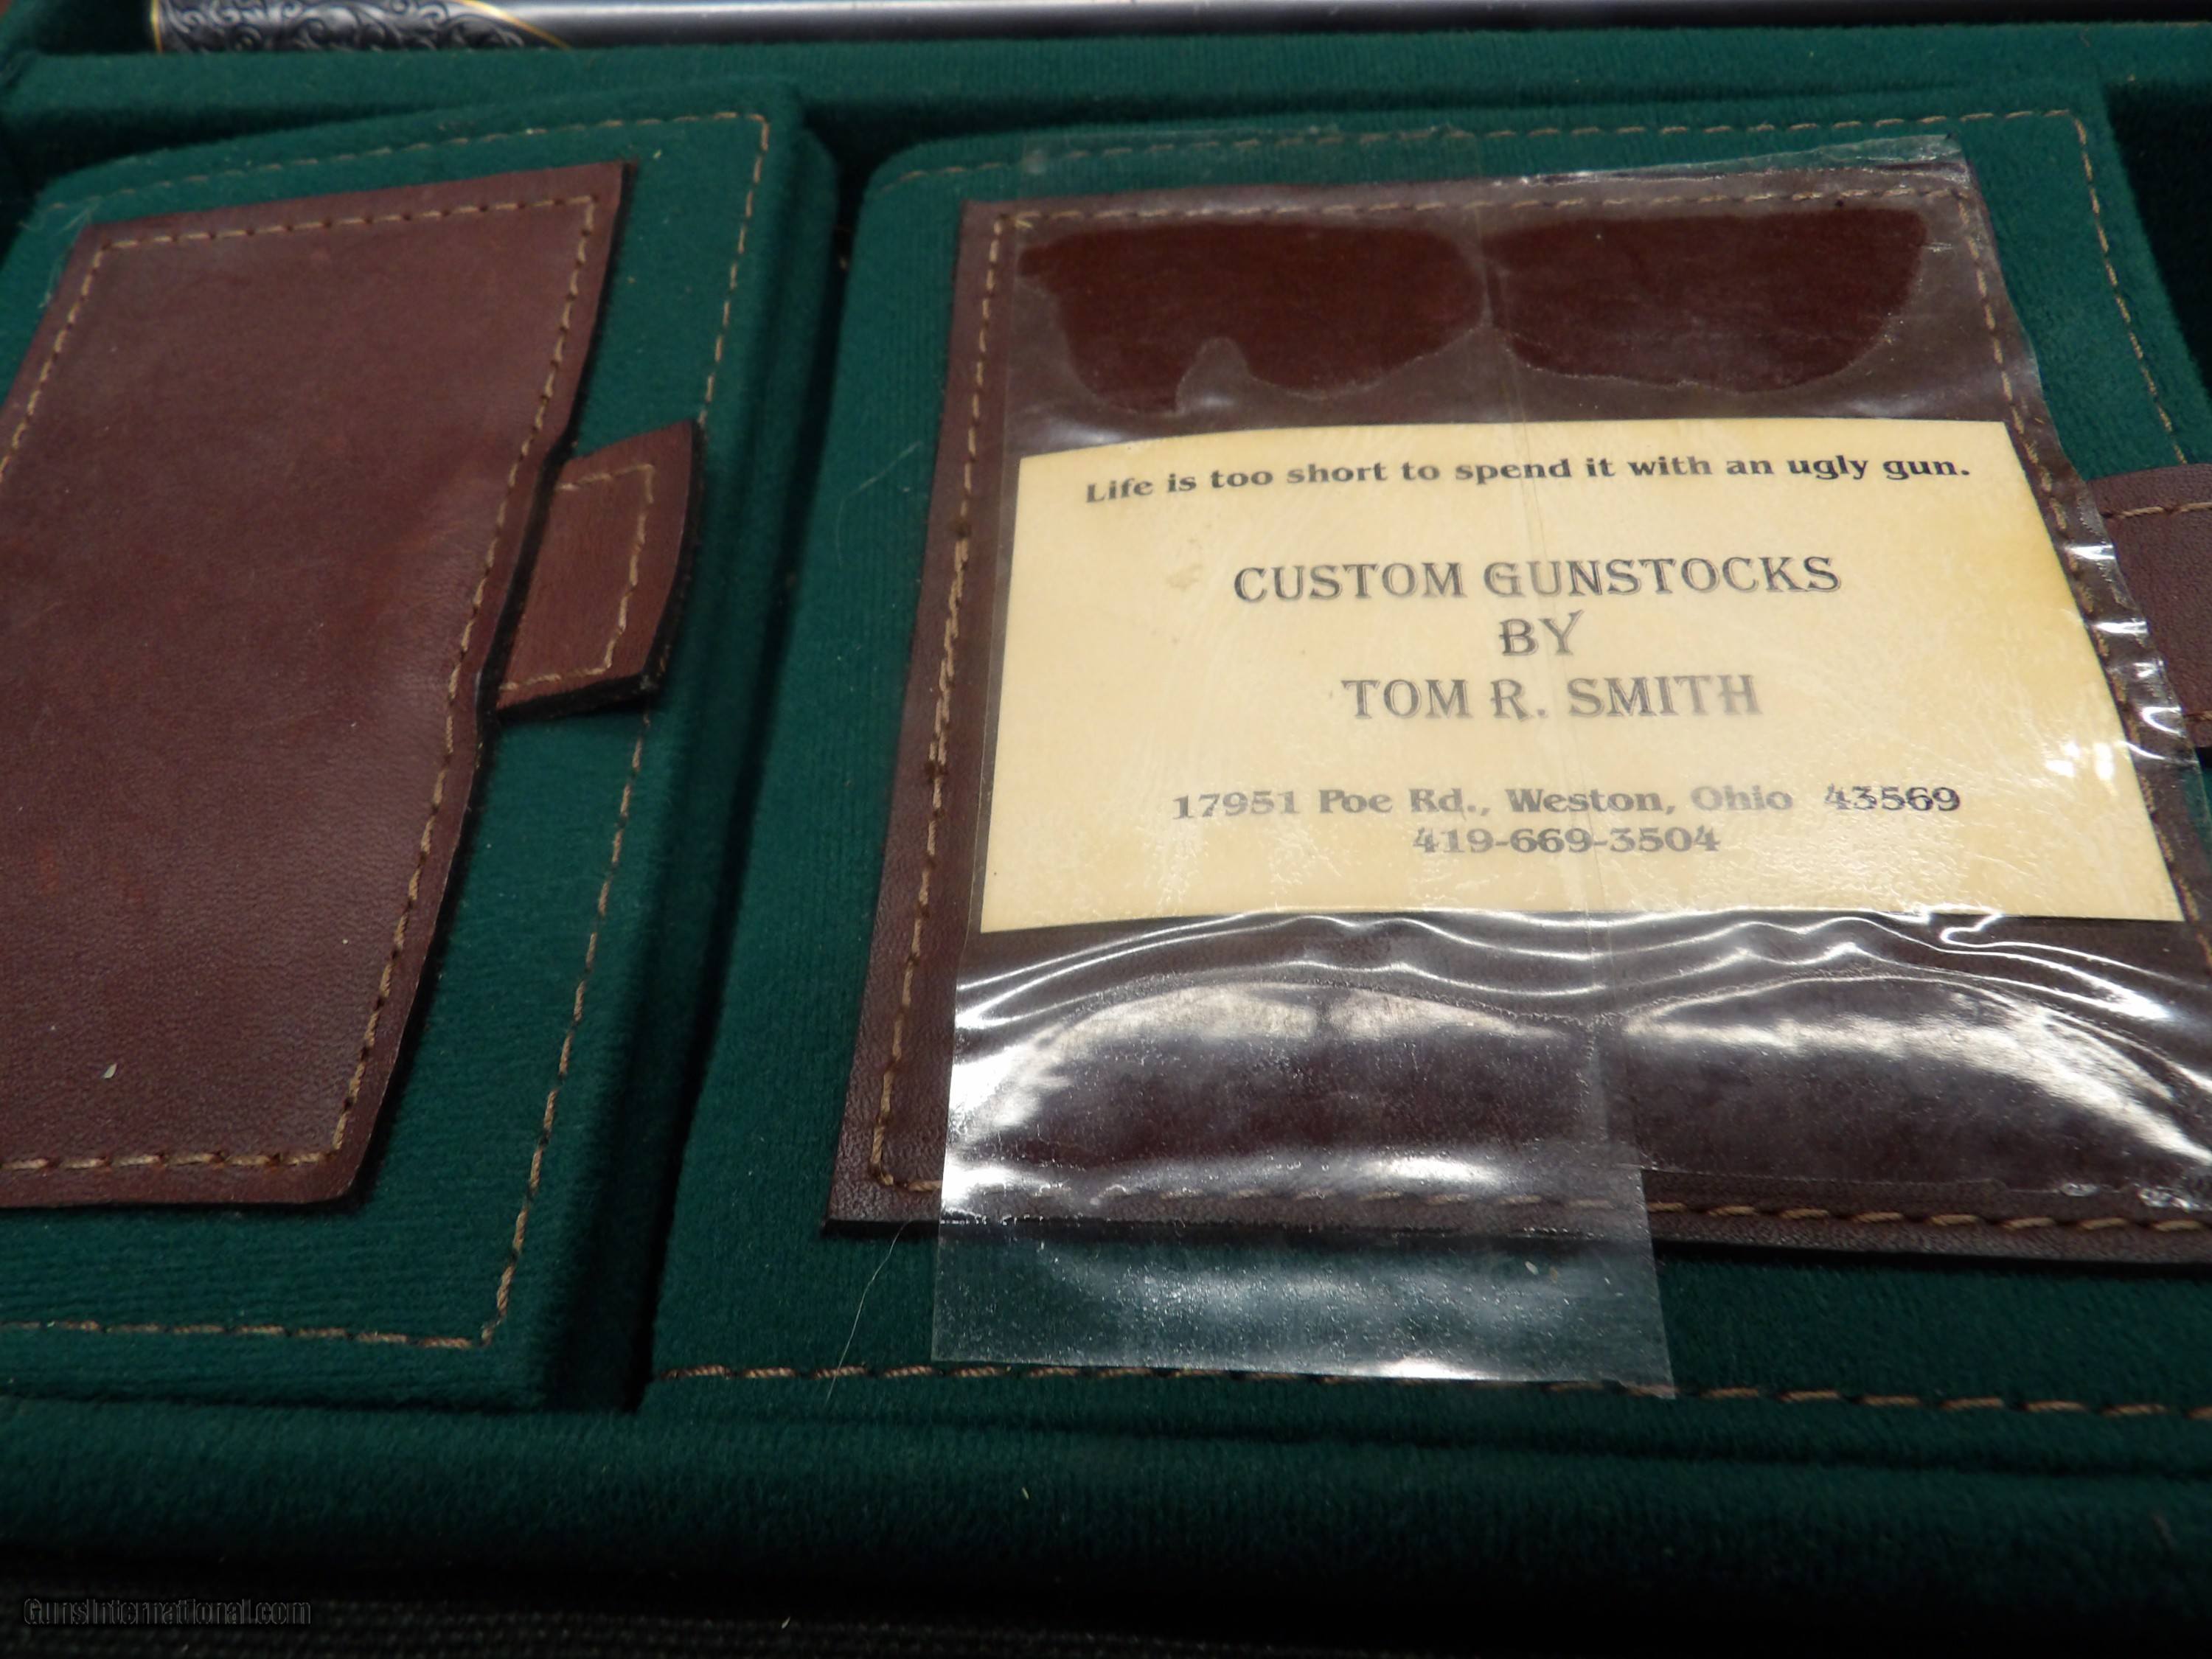 Life is too short to spend it with an ugly gun.
CUSTOM GUNSTOCKS
BY
TOM R. SMITH
17951 Poe Rd., Weston, Ohio 43569
419-669-3504
GunsInternational.com